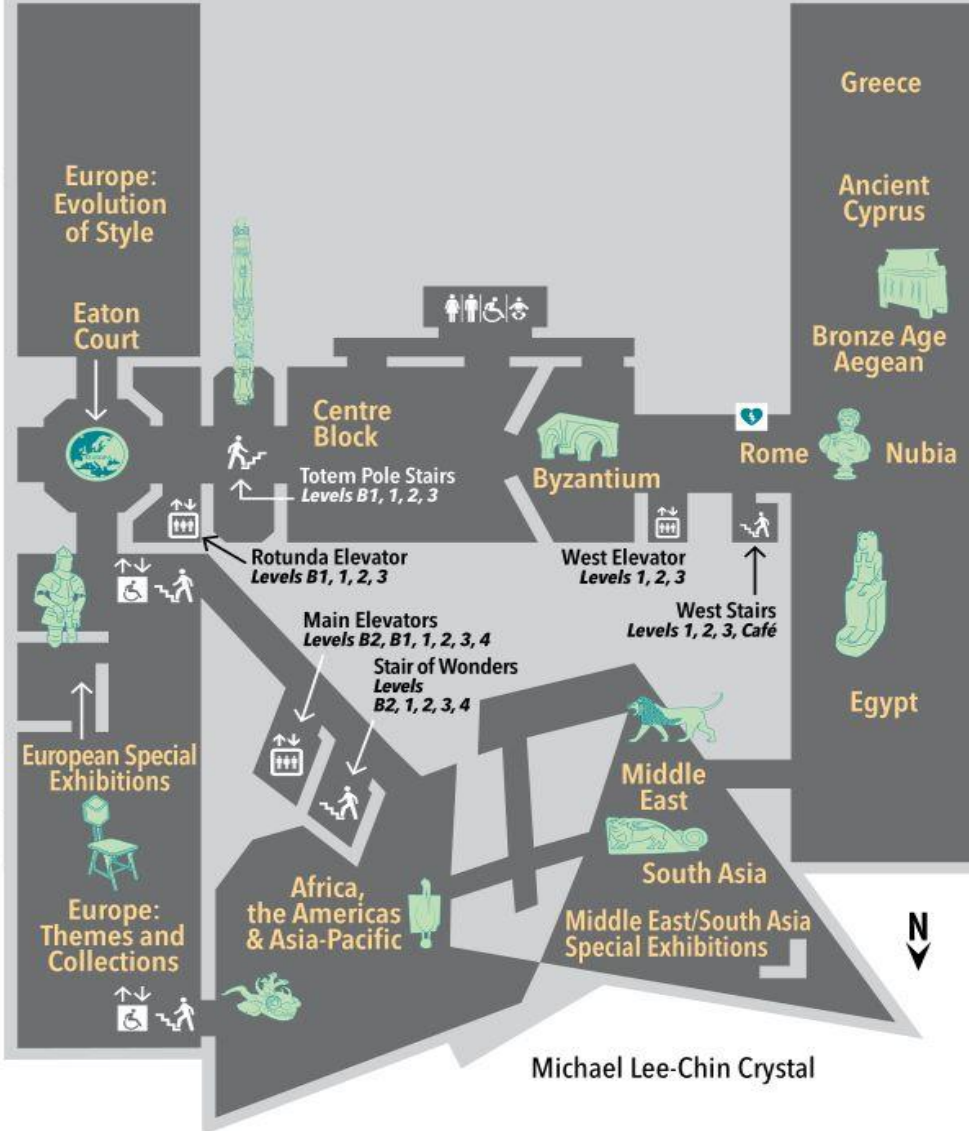 Greece
Europe:
Evolution
of Style
Ancient
Cyprus
Eaton
Court
Bronze Age
Aegean
Centre
Block
Rome
Nubia
Byzantium
Totem Pole Stairs
Levels B1, 1, 2, 3
Rotunda Elevator
Levels B1, 1, 2, 3
West Elevator
Levels 1, 2, 3
West Stairs
Levels 1, 2, 3, Café
Main Elevators
Levels B2, B1, 1, 2, 3, 4
Stair of Wonders
Levels
B2, 1, 2, 3, 4
Egypt
European Special
Exhibitions
Middle
East
South Asia
Europe:
Themes and
Collections
Africa,
the Americas
& Asia-Pacific
Middle East/South Asia
Special Exhibitions
N
Michael Lee-Chin Crystal